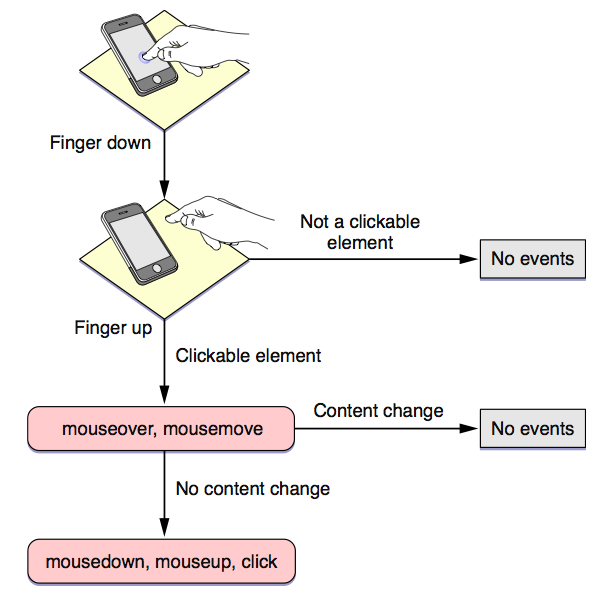 Finger down
Not a clickable
element
No events
Finger up
Clickable element
Content change
mouseover, mousemove
No events
No content change
mousedown, mouseup, click